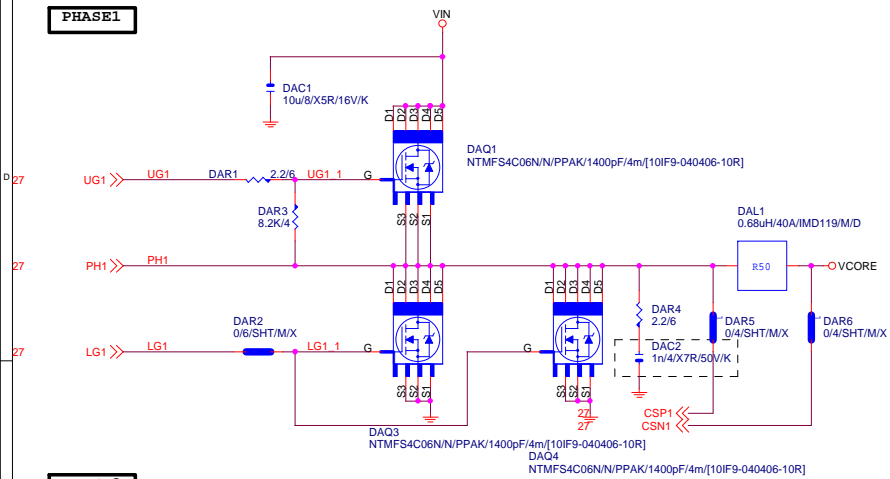 PHASE1
VIN
DAC1
10u/8/X5R/16V/K
D1
D2
D3
D4
D5
DAQ1
NTMFS4C06N/N/PPAK/1400pF/4m/[10IF9-040406-10R]
D
27
UG1
UG1
DAR1
2.2/6
UG1_1
G
S3
S2
S1
DAR3
8.2K/4
DAL1
0.68uH/40A/IMD119/M/D
27
PH1
PH1
R50
VCORE
D1
D2
D3
D4
D5
D1
D2
D3
D4
D5
DAR4
2.2/6
DAR5
0/4/SHT/M/X
DAR6
0/4/SHT/M/X
DAR2
0/6/SHT/M/X
27
LG1
LG1
LG1_1
G
G
DAC2
1n/4/X7R/50V/K
S3
S2
S1
S3
S2
S1
27
CSP1
27
CSN1
DAQ3
NTMFS4C06N/N/PPAK/1400pF/4m/[10IF9-040406-10R]
DAQ4
NTMFS4C06N/N/PPAK/1400pF/4m/[10IF9-040406-10R]